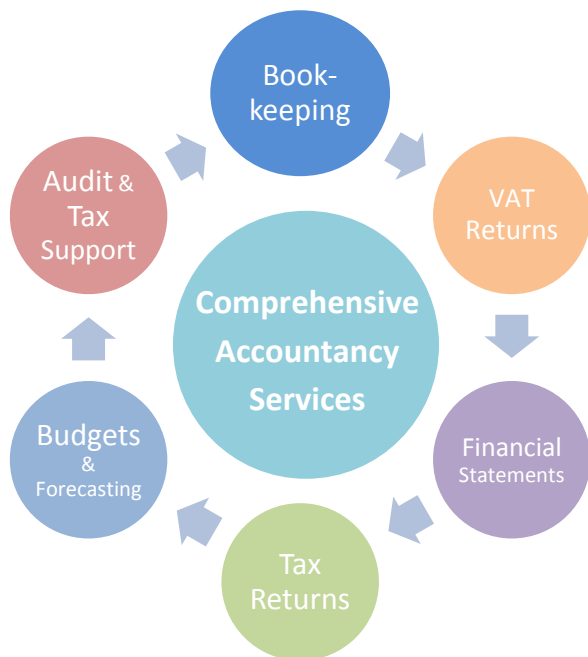 Book-
keeping
VAT
Returns
Financial
Statements
Tax
Returns
Budgets
&
Forecasting
Audit &
Tax
Support
Comprehensive
Accountancy
Services